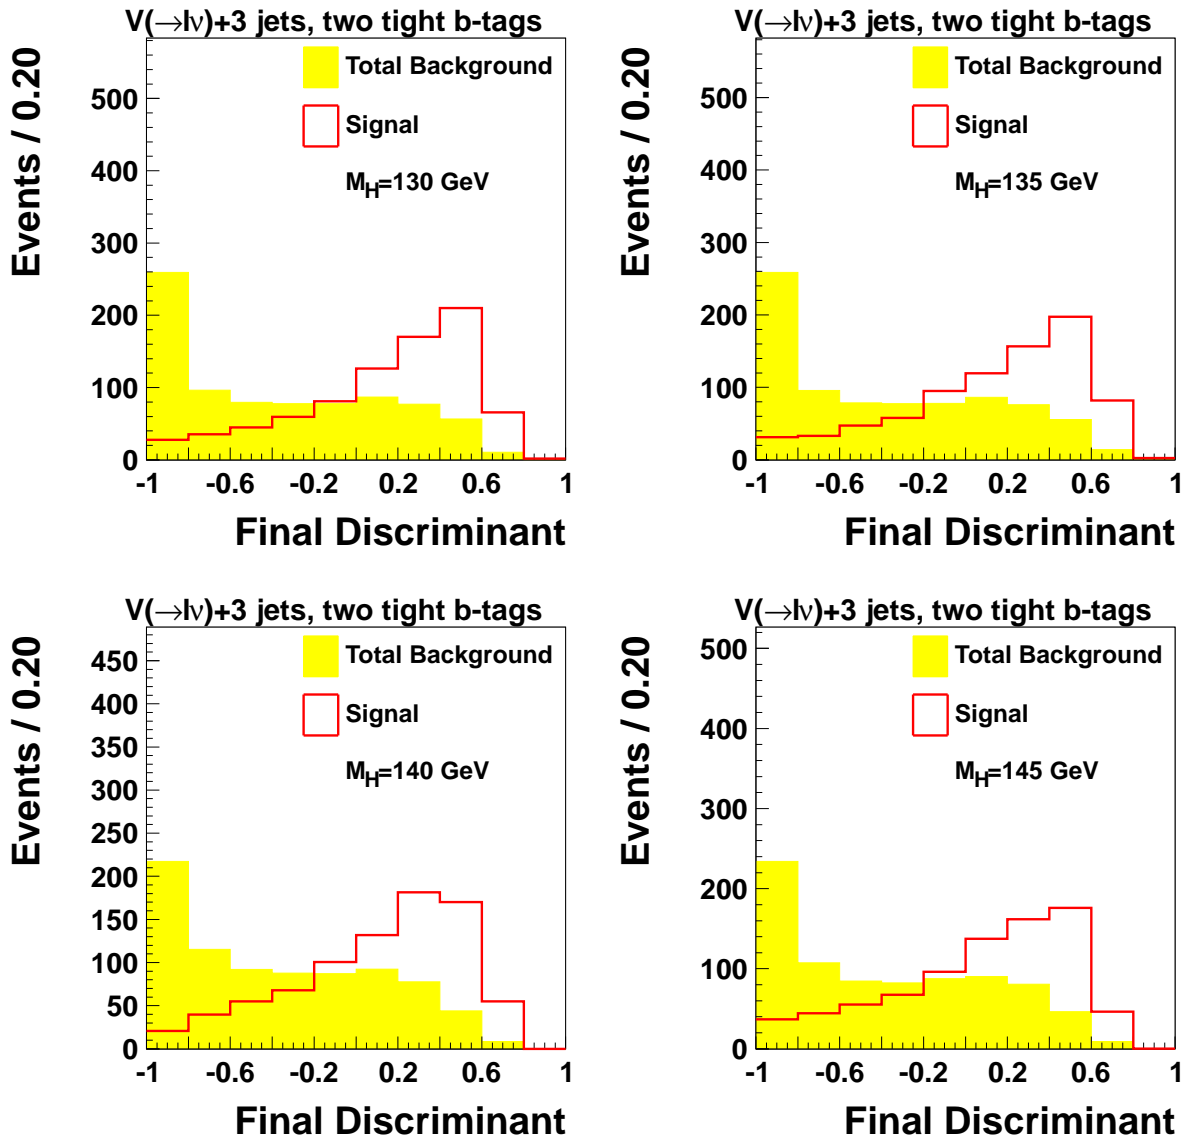 V(→lν)+3 jets, two tight b-tags
Events / 0.20
Total Background
Signal
M_H=130 GeV
500
400
300
200
100
0
-1 -0.6 -0.2 0.2 0.6 1
Final Discriminant
V(→lν)+3 jets, two tight b-tags
Events / 0.20
Total Background
Signal
M_H=135 GeV
500
400
300
200
100
0
-1 -0.6 -0.2 0.2 0.6 1
Final Discriminant
V(→lν)+3 jets, two tight b-tags
Events / 0.20
Total Background
Signal
M_H=140 GeV
450
400
350
300
250
200
150
100
50
0
-1 -0.6 -0.2 0.2 0.6 1
Final Discriminant
V(→lν)+3 jets, two tight b-tags
Events / 0.20
Total Background
Signal
M_H=145 GeV
500
400
300
200
100
0
-1 -0.6 -0.2 0.2 0.6 1
Final Discriminant